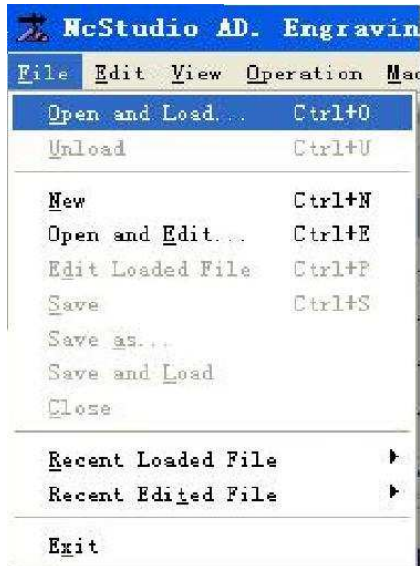 NcStudio AD. Engravin
File Edit View Operation Mac
Open and Load... Ctrl+O
Unload Ctrl+U
New Ctrl+N
Open and Edit... Ctrl+E
Edit Loaded File Ctrl+P
Save Ctrl+S
Save as...
Save and Load
Close
Recent Loaded File
Recent Edited File
Exit